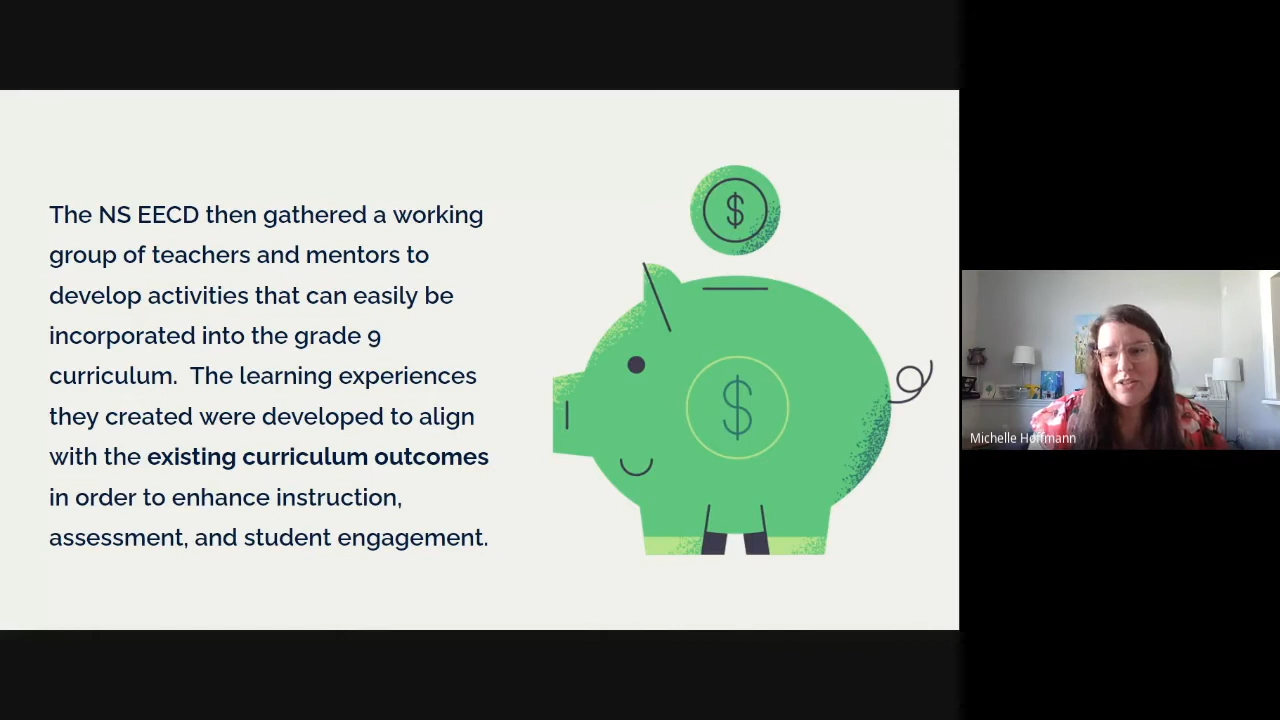 The NS EECD then gathered a working
group of teachers and mentors to
develop activities that can easily be
incorporated into the grade 9
curriculum.  The learning experiences
they created were developed to align
with the existing curriculum outcomes
in order to enhance instruction,
assessment, and student engagement.
$
$
Michelle Hoffmann